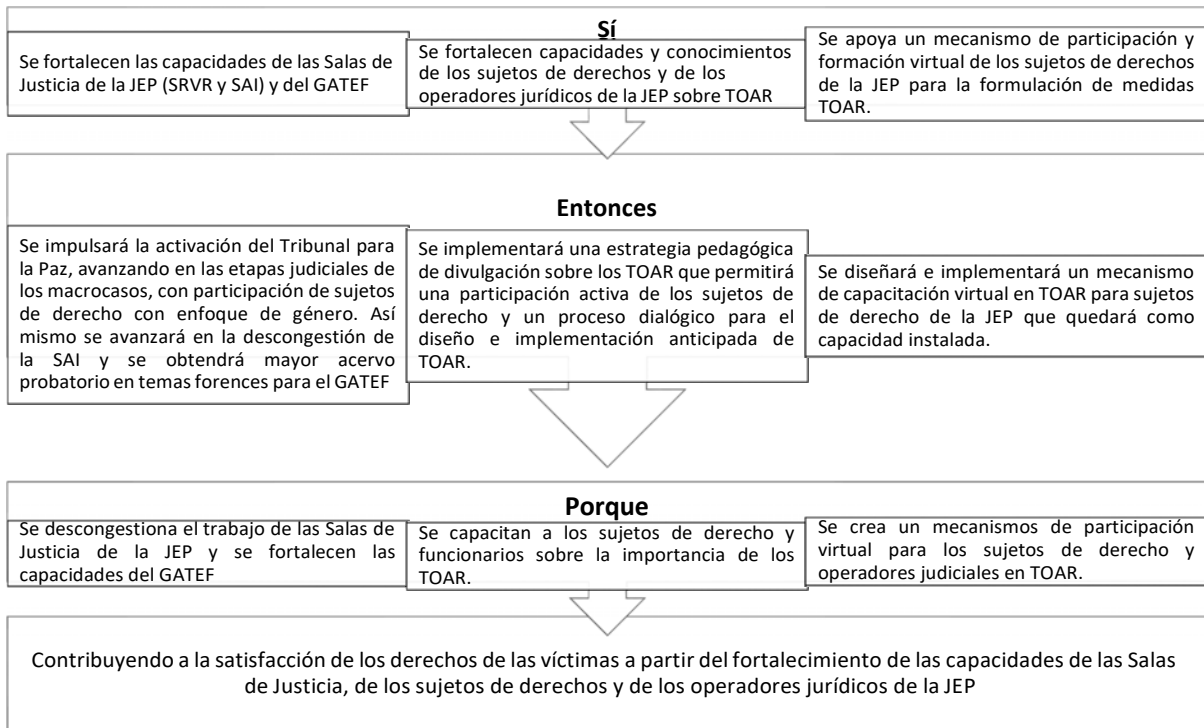 Sí
Se fortalecen las capacidades de las Salas de
Justicia de la JEP (SRVR y SAI) y del GATEF
Se fortalecen capacidades y conocimientos
de los sujetos de derechos y de los
operadores jurídicos de la JEP sobre TOAR
Se apoya un mecanismo de participación y
formación virtual de los sujetos de derechos
de la JEP para la formulación de medidas
TOAR.
Entonces
Se impulsará la activación del Tribunal para
la Paz, avanzando en las etapas judiciales de
los macrocasos, con participación de sujetos
de derecho con enfoque de género. Así
mismo se avanzará en la descongestión de
la SAI y se obtendrá mayor acervo
probatorio en temas forences para el GATEF
Se implementará una estrategia pedagógica
de divulgación sobre los TOAR que permitirá
una participación activa de los sujetos de
derecho y un proceso dialógico para el
diseño e implementación anticipada de
TOAR.
Se diseñará e implementará un mecanismo
de capacitación virtual en TOAR para sujetos
de derecho de la JEP que quedará como
capacidad instalada.
Porque
Se descongestiona el trabajo de las Salas de
Justicia de la JEP y se fortalecen las
capacidades del GATEF
Se capacitan a los sujetos de derecho y
funcionarios sobre la importancia de los
TOAR.
Se crea un mecanismos de participación
virtual para los sujetos de derecho y
operadores judiciales en TOAR.
Contribuyendo a la satisfacción de los derechos de las víctimas a partir del fortalecimiento de las capacidades de las Salas
de Justicia, de los sujetos de derechos y de los operadores jurídicos de la JEP